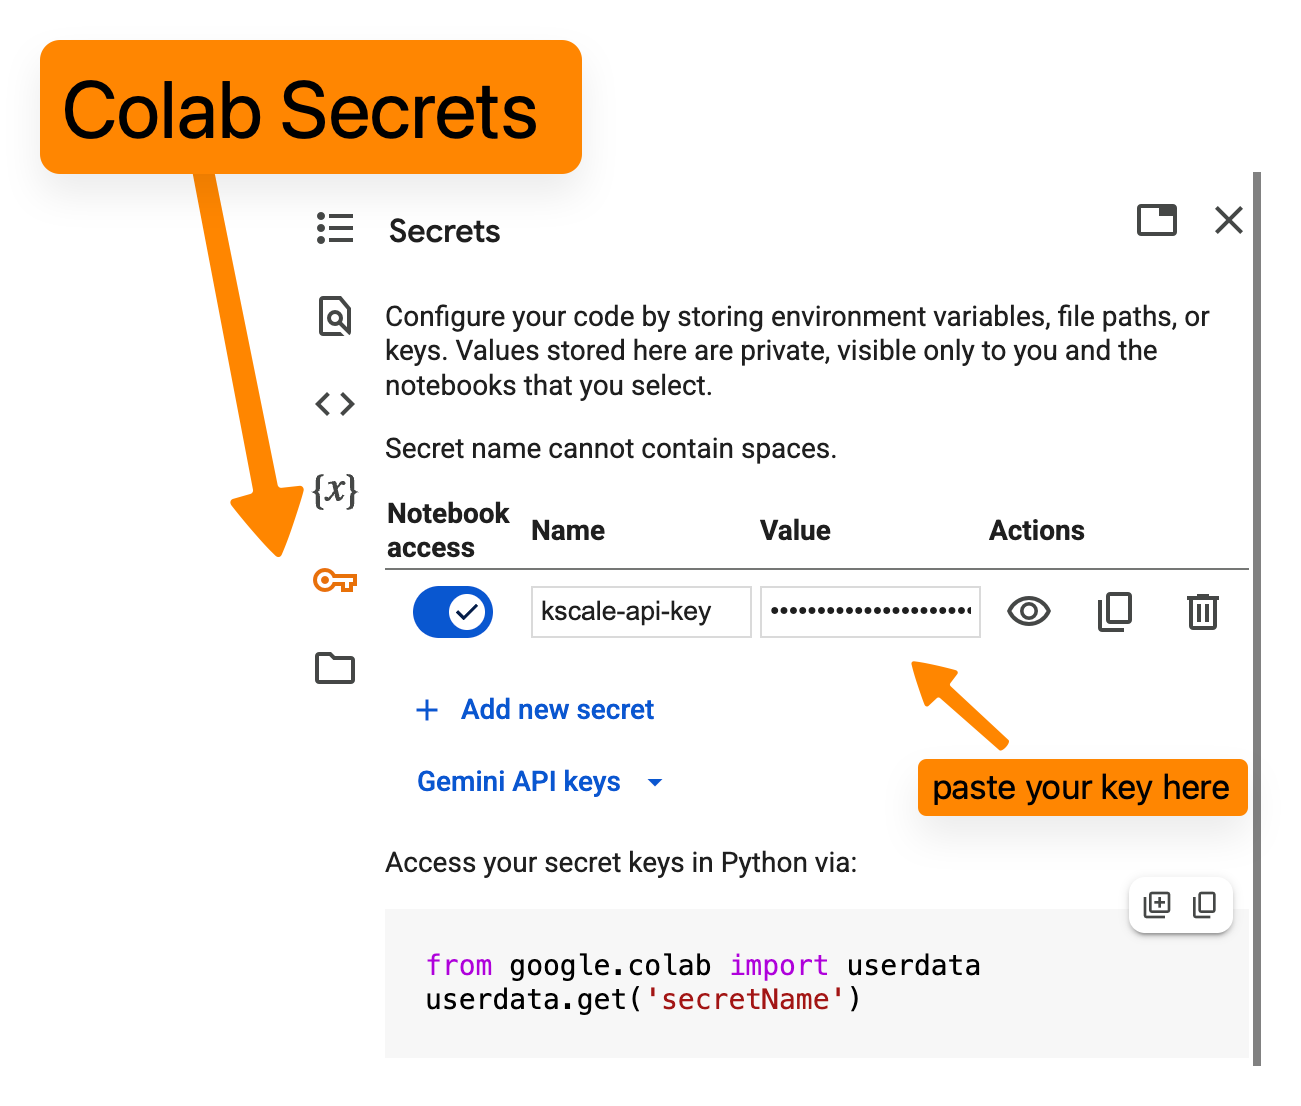 Colab Secrets
Secrets
Configure your code by storing environment variables, file paths, or
keys. Values stored here are private, visible only to you and the
notebooks that you select.
Secret name cannot contain spaces.
Notebook
access
Name
Value
Actions
{x}
kscale-api-key
••••••••••••••••••••••
+ Add new secret
Gemini API keys
paste your key here
Access your secret keys in Python via:
from google.colab import userdata
userdata.get('secretName')